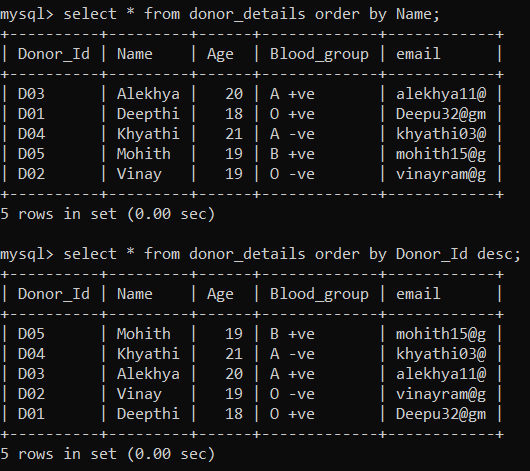 mysql> select * from donor_details order by Name;
+----------+---------+------+-------------+-----------+
| Donor_Id | Name    | Age  | Blood_group | email     |
+----------+---------+------+-------------+-----------+
| D03      | Alekhya |   20 | A +ve       | alekhya11@ |
| D01      | Deepthi |   18 | O +ve       | Deepu32@gm |
| D04      | Khyathi |   21 | A -ve       | khyathi03@ |
| D05      | Mohith  |   19 | B +ve       | mohith15@g |
| D02      | Vinay   |   19 | O -ve       | vinayram@g |
+----------+---------+------+-------------+------------+
5 rows in set (0.00 sec)
mysql> select * from donor_details order by Donor_Id desc;
+----------+---------+------+-------------+------------+
| Donor_Id | Name    | Age  | Blood_group | email      |
+----------+---------+------+-------------+------------+
| D05      | Mohith  |   19 | B +ve       | mohith15@g |
| D04      | Khyathi |   21 | A -ve       | khyathi03@ |
| D03      | Alekhya |   20 | A +ve       | alekhya11@ |
| D02      | Vinay   |   19 | O -ve       | vinayram@g |
| D01      | Deepthi |   18 | O +ve       | Deepu32@gm |
+----------+---------+------+-------------+------------+
5 rows in set (0.00 sec)